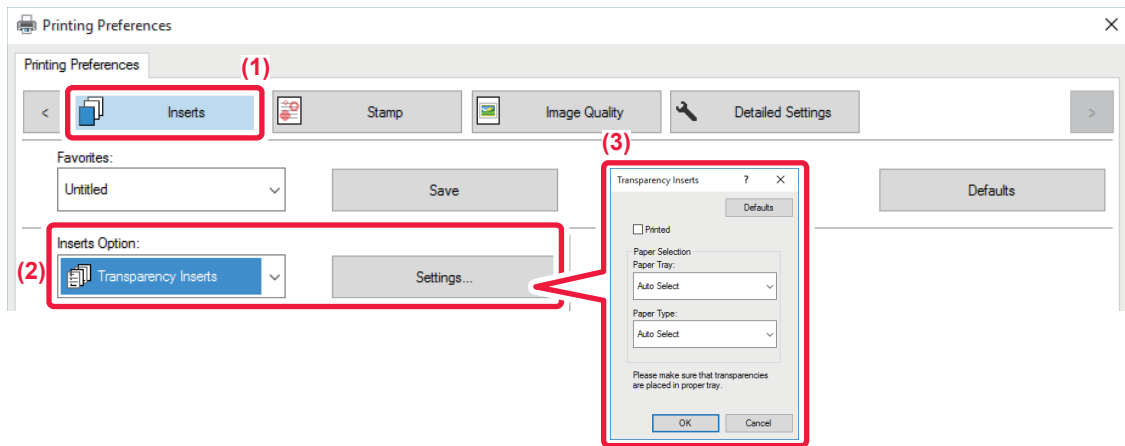 Printing Preferences
Printing Preferences
(1)
<
Inserts
Stamp
Image Quality
Detailed Settings
>
Favorites:
Untitled
Save
Defaults
(2)
Inserts Option:
Transparency Inserts
Settings...
(3)
Transparency Inserts ?
Defaults
Printed
Paper Selection
Paper Tray:
Auto Select
Paper Type:
Auto Select
Please make sure that transparencies
are placed in proper tray.
OK
Cancel